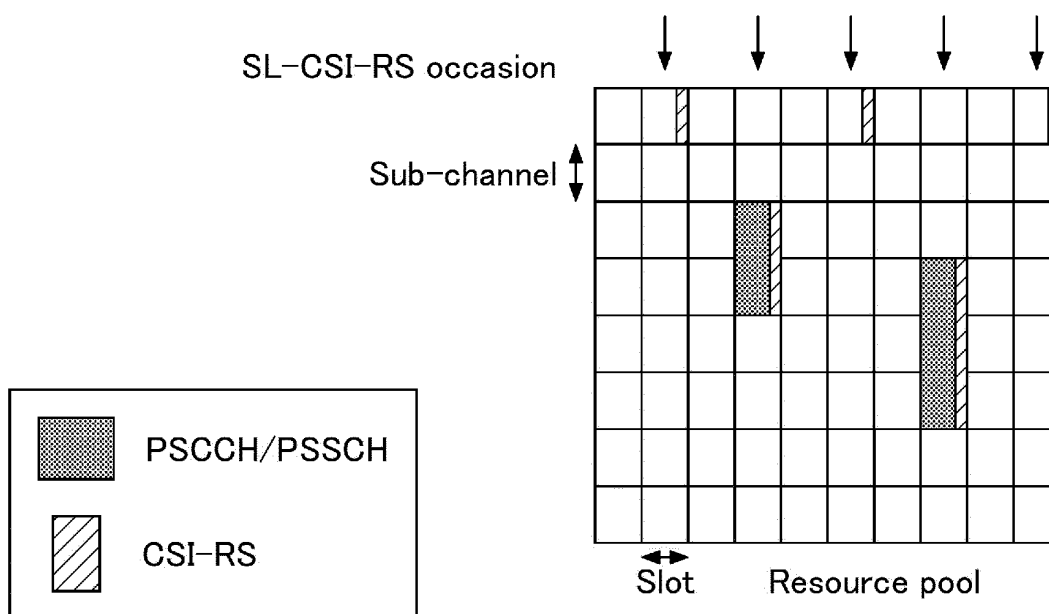 SL-CSI-RS occasion
Sub-channel
PSCCH/PSSCH
CSI-RS
Slot
Resource pool